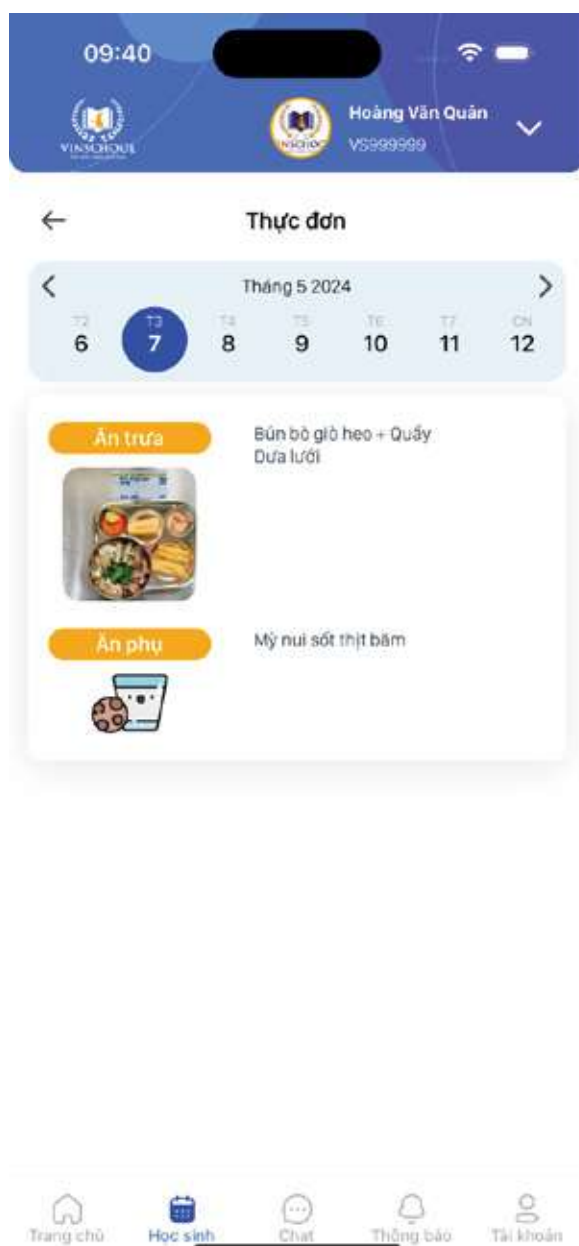 09:40
VINSCHOOL
Hoàng Văn Quân
VS999999
Thực đơn
Tháng 5 2024
T2 T3 T4 T5 T6 T7 CN
6 7 8 9 10 11 12
Ăn trưa
Bún bò giò heo + Quẩy
Dưa lưới
Ăn phụ
Mỳ nui sốt thịt băm
Trang chủ Học sinh Chat Thông báo Tài khoản